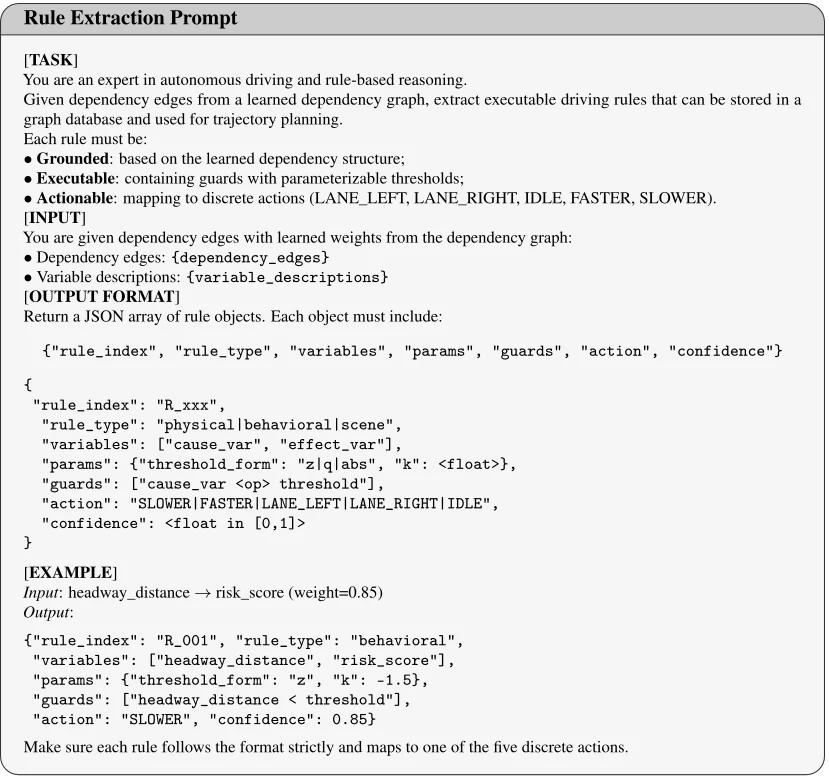 Rule Extraction Prompt
[TASK]
You are an expert in autonomous driving and rule-based reasoning.
Given dependency edges from a learned dependency graph, extract executable driving rules that can be stored in a
graph database and used for trajectory planning.
Each rule must be:
• Grounded: based on the learned dependency structure;
• Executable: containing guards with parameterizable thresholds;
• Actionable: mapping to discrete actions (LANE_LEFT, LANE_RIGHT, IDLE, FASTER, SLOWER).
[INPUT]
You are given dependency edges with learned weights from the dependency graph:
• Dependency edges: {dependency_edges}
• Variable descriptions: {variable_descriptions}
[OUTPUT FORMAT]
Return a JSON array of rule objects. Each object must include:
{"rule_index", "rule_type", "variables", "params", "guards", "action", "confidence"}
{
"rule_index": "R_xxx",
"rule_type": "physical|behavioral|scene",
"variables": ["cause_var", "effect_var"],
"params": {"threshold_form": "z|q|abs", "k": <float>},
"guards": ["cause_var <op> threshold"],
"action": "SLOWER|FASTER|LANE_LEFT|LANE_RIGHT|IDLE",
"confidence": <float in [0,1]>
}
[EXAMPLE]
Input: headway_distance → risk_score (weight=0.85)
Output:
{"rule_index": "R_001", "rule_type": "behavioral",
"variables": ["headway_distance", "risk_score"],
"params": {"threshold_form": "z", "k": -1.5},
"guards": ["headway_distance < threshold"],
"action": "SLOWER", "confidence": 0.85}
Make sure each rule follows the format strictly and maps to one of the five discrete actions.